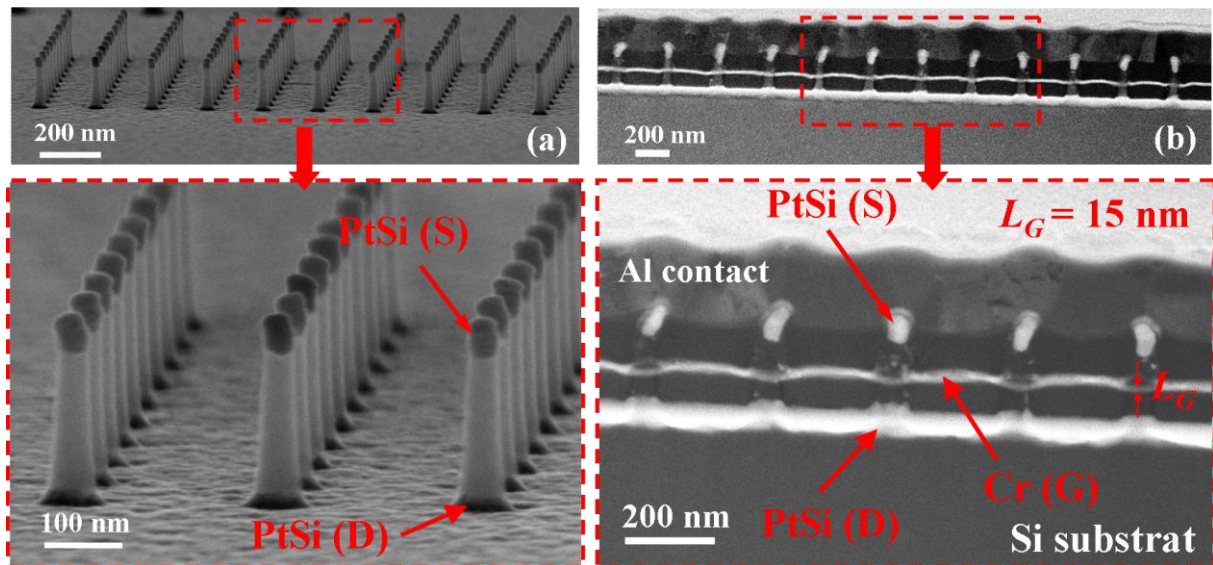 200 nm
(a)
200 nm
(b)
PtSi (S)
100 nm
PtSi (D)
PtSi (S)
L_G = 15 nm
Al contact
L_G
Cr (G)
PtSi (D)
200 nm
Si substrat